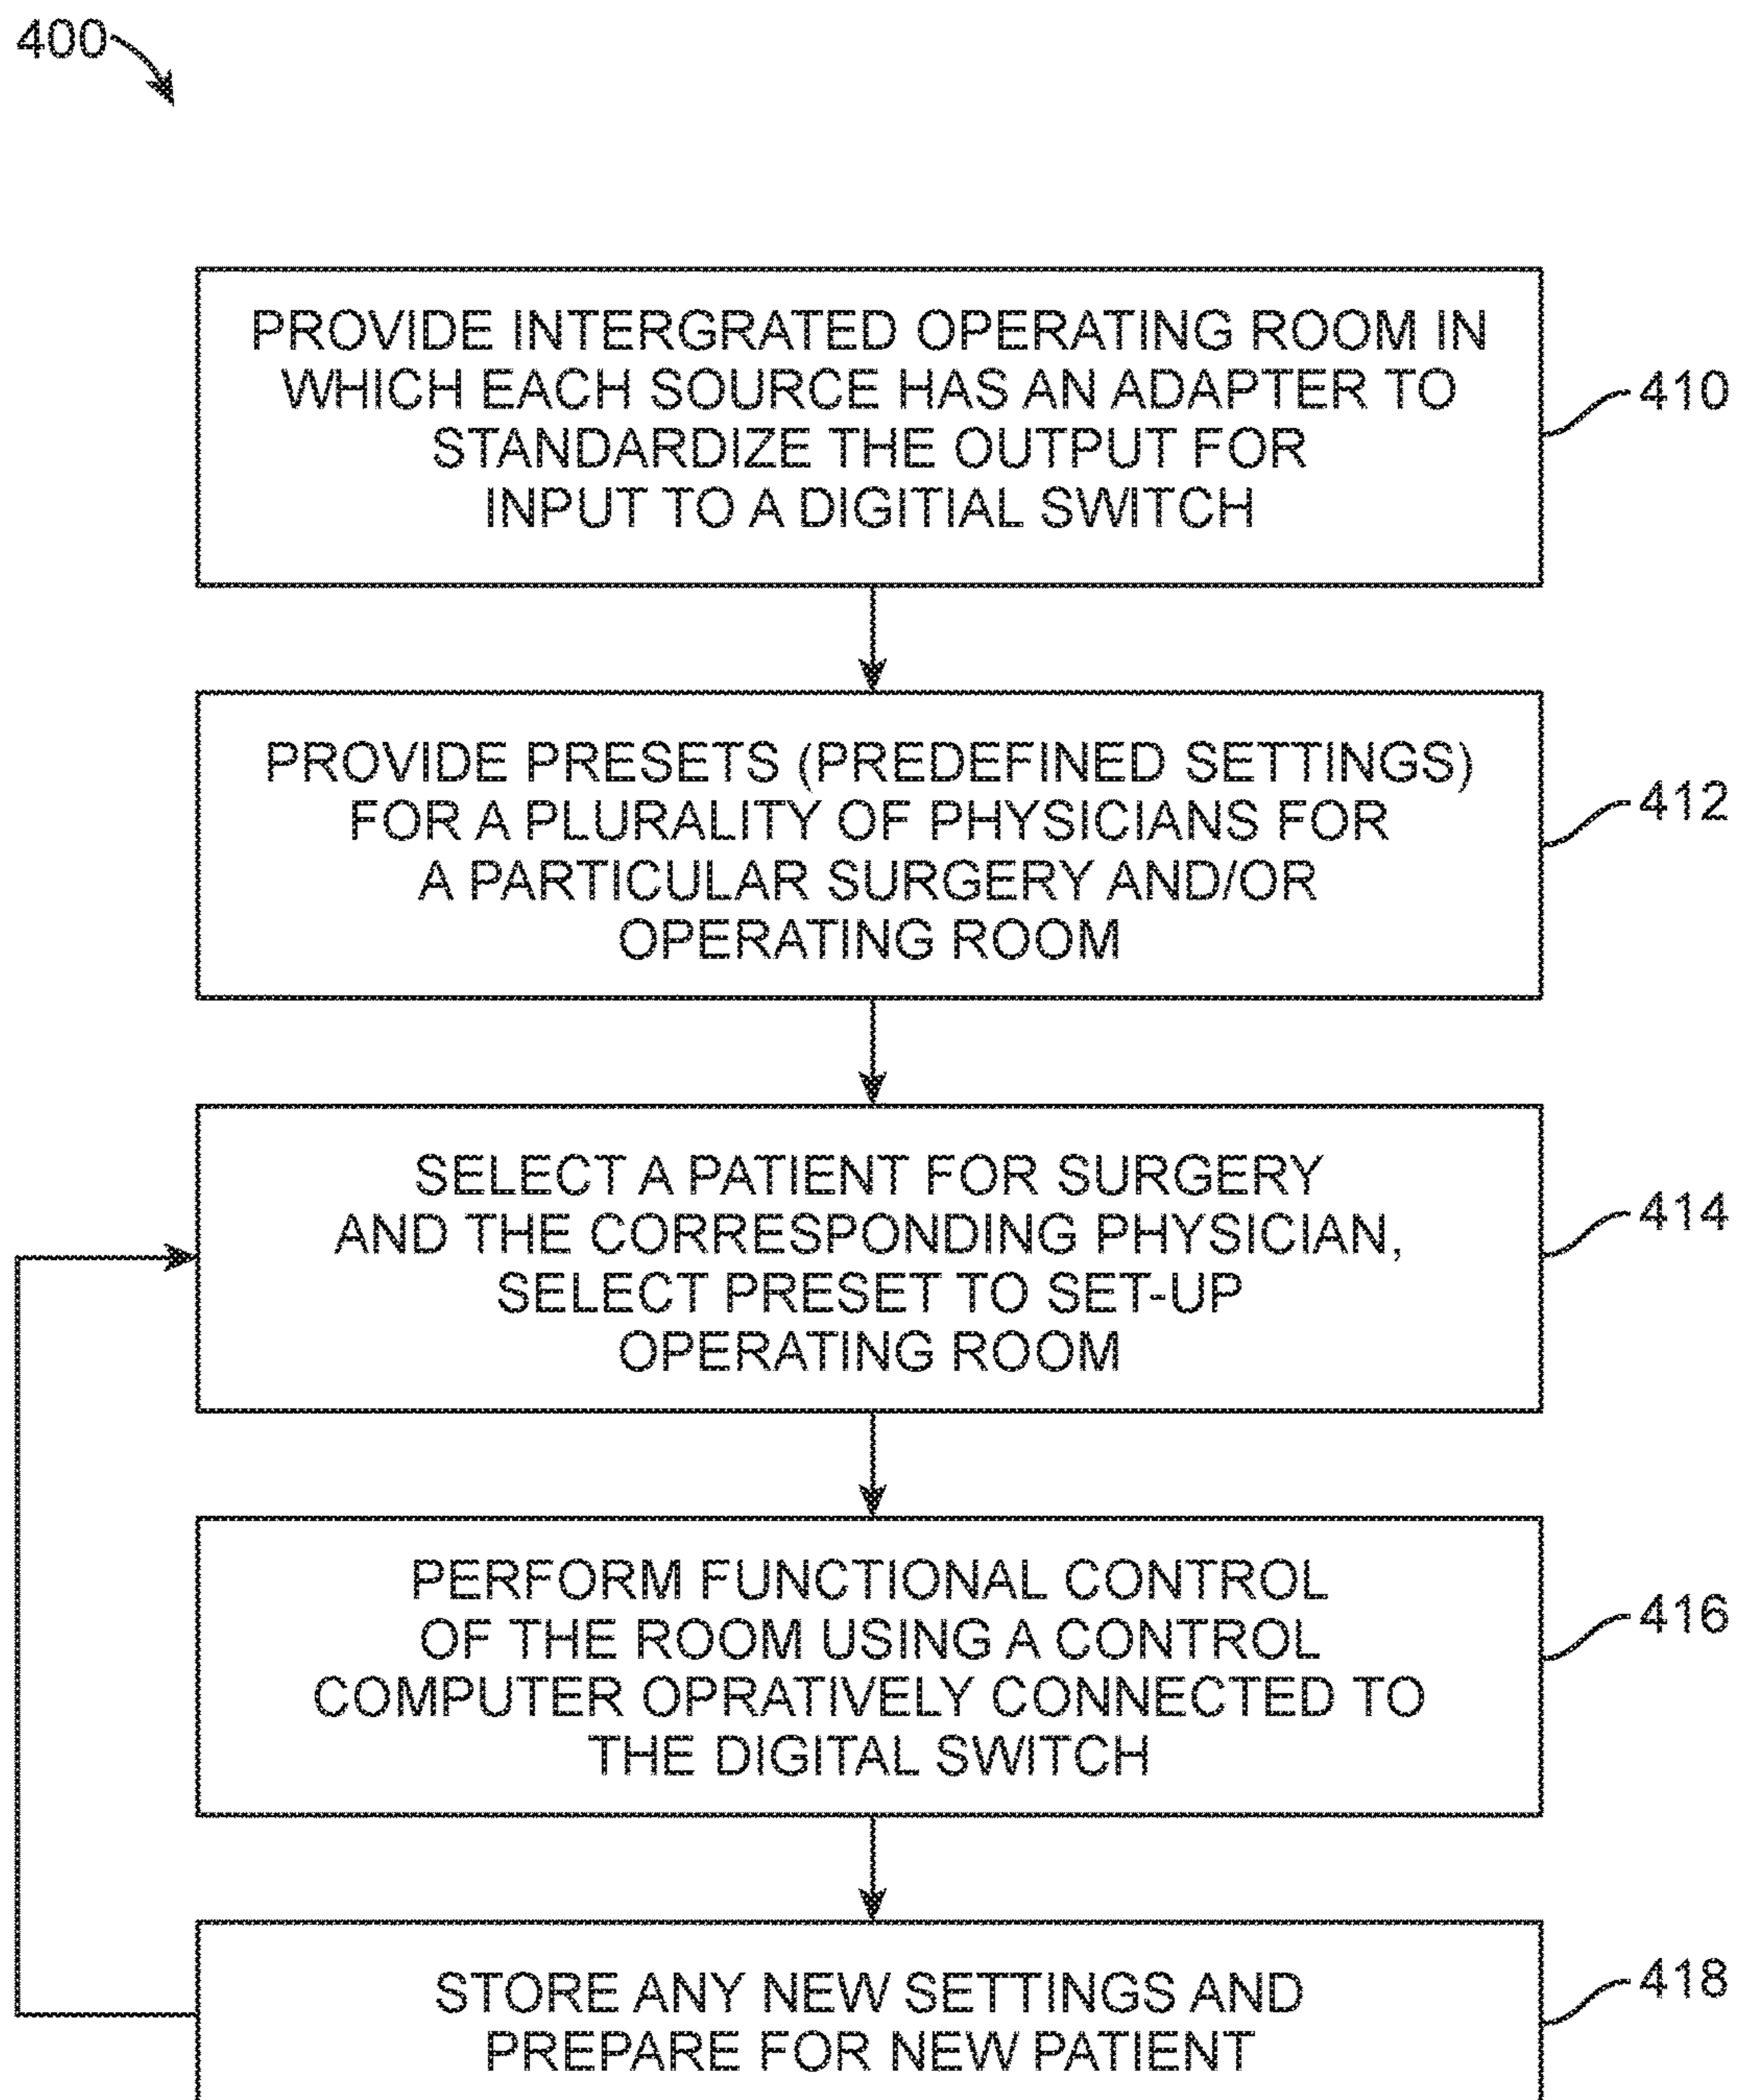 400
PROVIDE INTERGRATED OPERATING ROOM IN
WHICH EACH SOURCE HAS AN ADAPTER TO
STANDARDIZE THE OUTPUT FOR
INPUT TO A DIGITIAL SWITCH
410
PROVIDE PRESETS (PREDEFINED SETTINGS)
FOR A PLURALITY OF PHYSICIANS FOR
A PARTICULAR SURGERY AND/OR
OPERATING ROOM
412
SELECT A PATIENT FOR SURGERY
AND THE CORRESPONDING PHYSICIAN,
SELECT PRESET TO SET-UP
OPERATING ROOM
414
PERFORM FUNCTIONAL CONTROL
OF THE ROOM USING A CONTROL
COMPUTER OPRATIVELY CONNECTED TO
THE DIGITAL SWITCH
416
STORE ANY NEW SETTINGS AND
PREPARE FOR NEW PATIENT
418